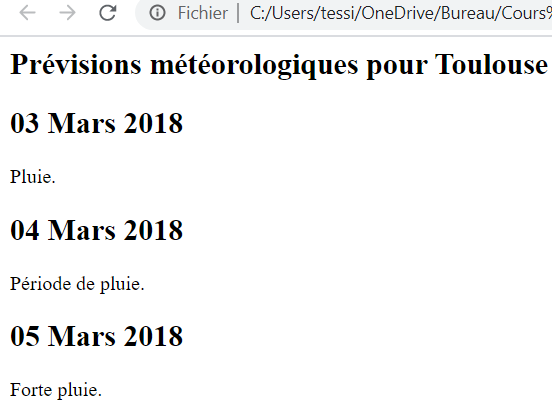 Fichier | C:/Users/tessi/OneDrive/Bureau/Cours%
Prévisions météorologiques pour Toulouse
03 Mars 2018
Pluie.
04 Mars 2018
Période de pluie.
05 Mars 2018
Forte pluie.